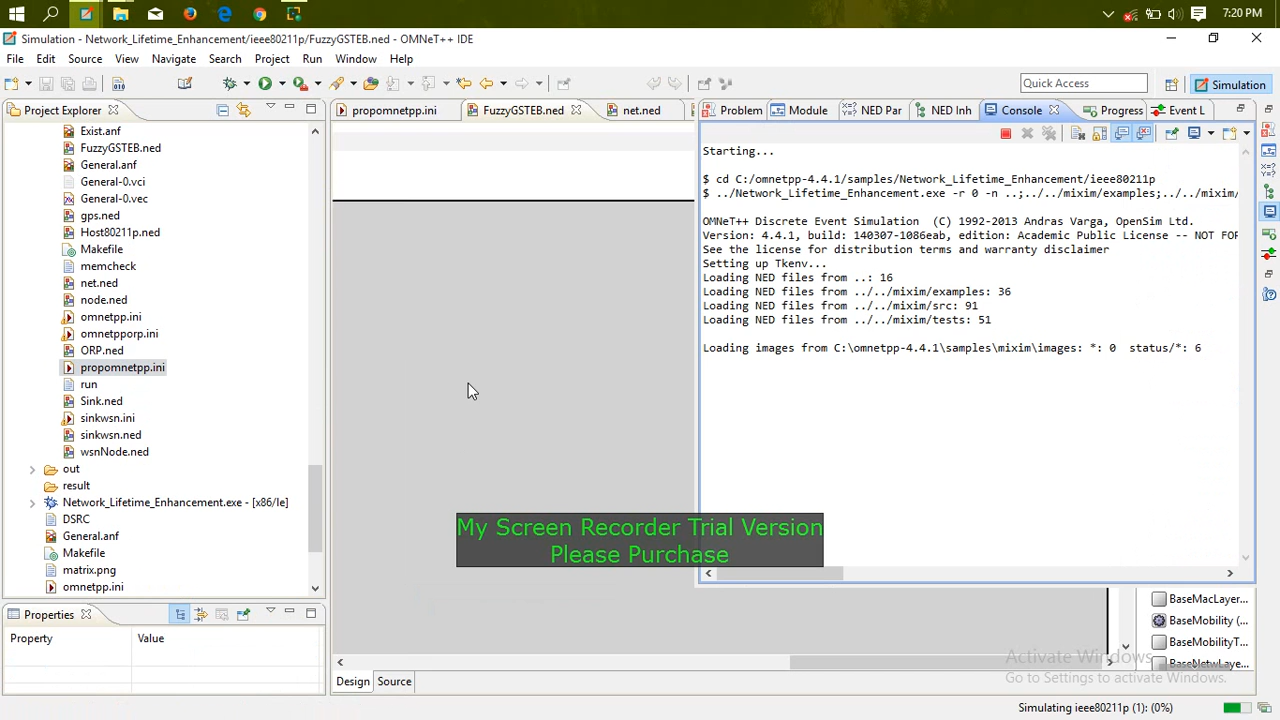 7:20 PM
Simulation - Network_Lifetime_Enhancement/ieee80211p/FuzzyGSTEB.ned - OMNeT++ IDE
File Edit Source View Navigate Search Project Run Window Help
Quick Access
Simulation
Project Explorer
Exist.anf
FuzzyGSTEB.ned
General.anf
General-0.vci
General-0.vec
gps.ned
Host80211p.ned
Makefile
memcheck
net.ned
node.ned
omnetpp.ini
omnetpporp.ini
ORP.ned
propomnetpp.ini
run
Sink.ned
sinkwsn.ini
sinkwsn.ned
wsnNode.ned
out
result
Network_Lifetime_Enhancement.exe - [x86/le]
DSRC
General.anf
Makefile
matrix.png
omnetpp.ini
Properties
Property Value
propomnetpp.ini FuzzyGSTEB.ned net.ned
Problem Module NED Par NED Inh Console Progress Event L
Starting...
$ cd C:/omnetpp-4.4.1/samples/Network_Lifetime_Enhancement/ieee80211p
$ ../Network_Lifetime_Enhancement.exe -r 0 -n ..;../../mixim/examples;../../mixim/
OMNeT++ Discrete Event Simulation (C) 1992-2013 Andras Varga, OpenSim Ltd.
Version: 4.4.1, build: 140307-1086eab, edition: Academic Public License -- NOT FOR
See the license for distribution terms and warranty disclaimer
Setting up Tkenv...
Loading NED files from ..: 16
Loading NED files from ../../mixim/examples: 36
Loading NED files from ../../mixim/src: 91
Loading NED files from ../../mixim/tests: 51
Loading images from C:\omnetpp-4.4.1\samples\mixim\images: *: 0 status/*: 6
My Screen Recorder Trial Version
Please Purchase
BaseMacLayer...
BaseMobility (...
BaseMobilityT...
BaseNetwLaye...
Activate Windows
Go to Settings to activate Windows.
Design Source
Simulating ieee80211p (1): (0%)